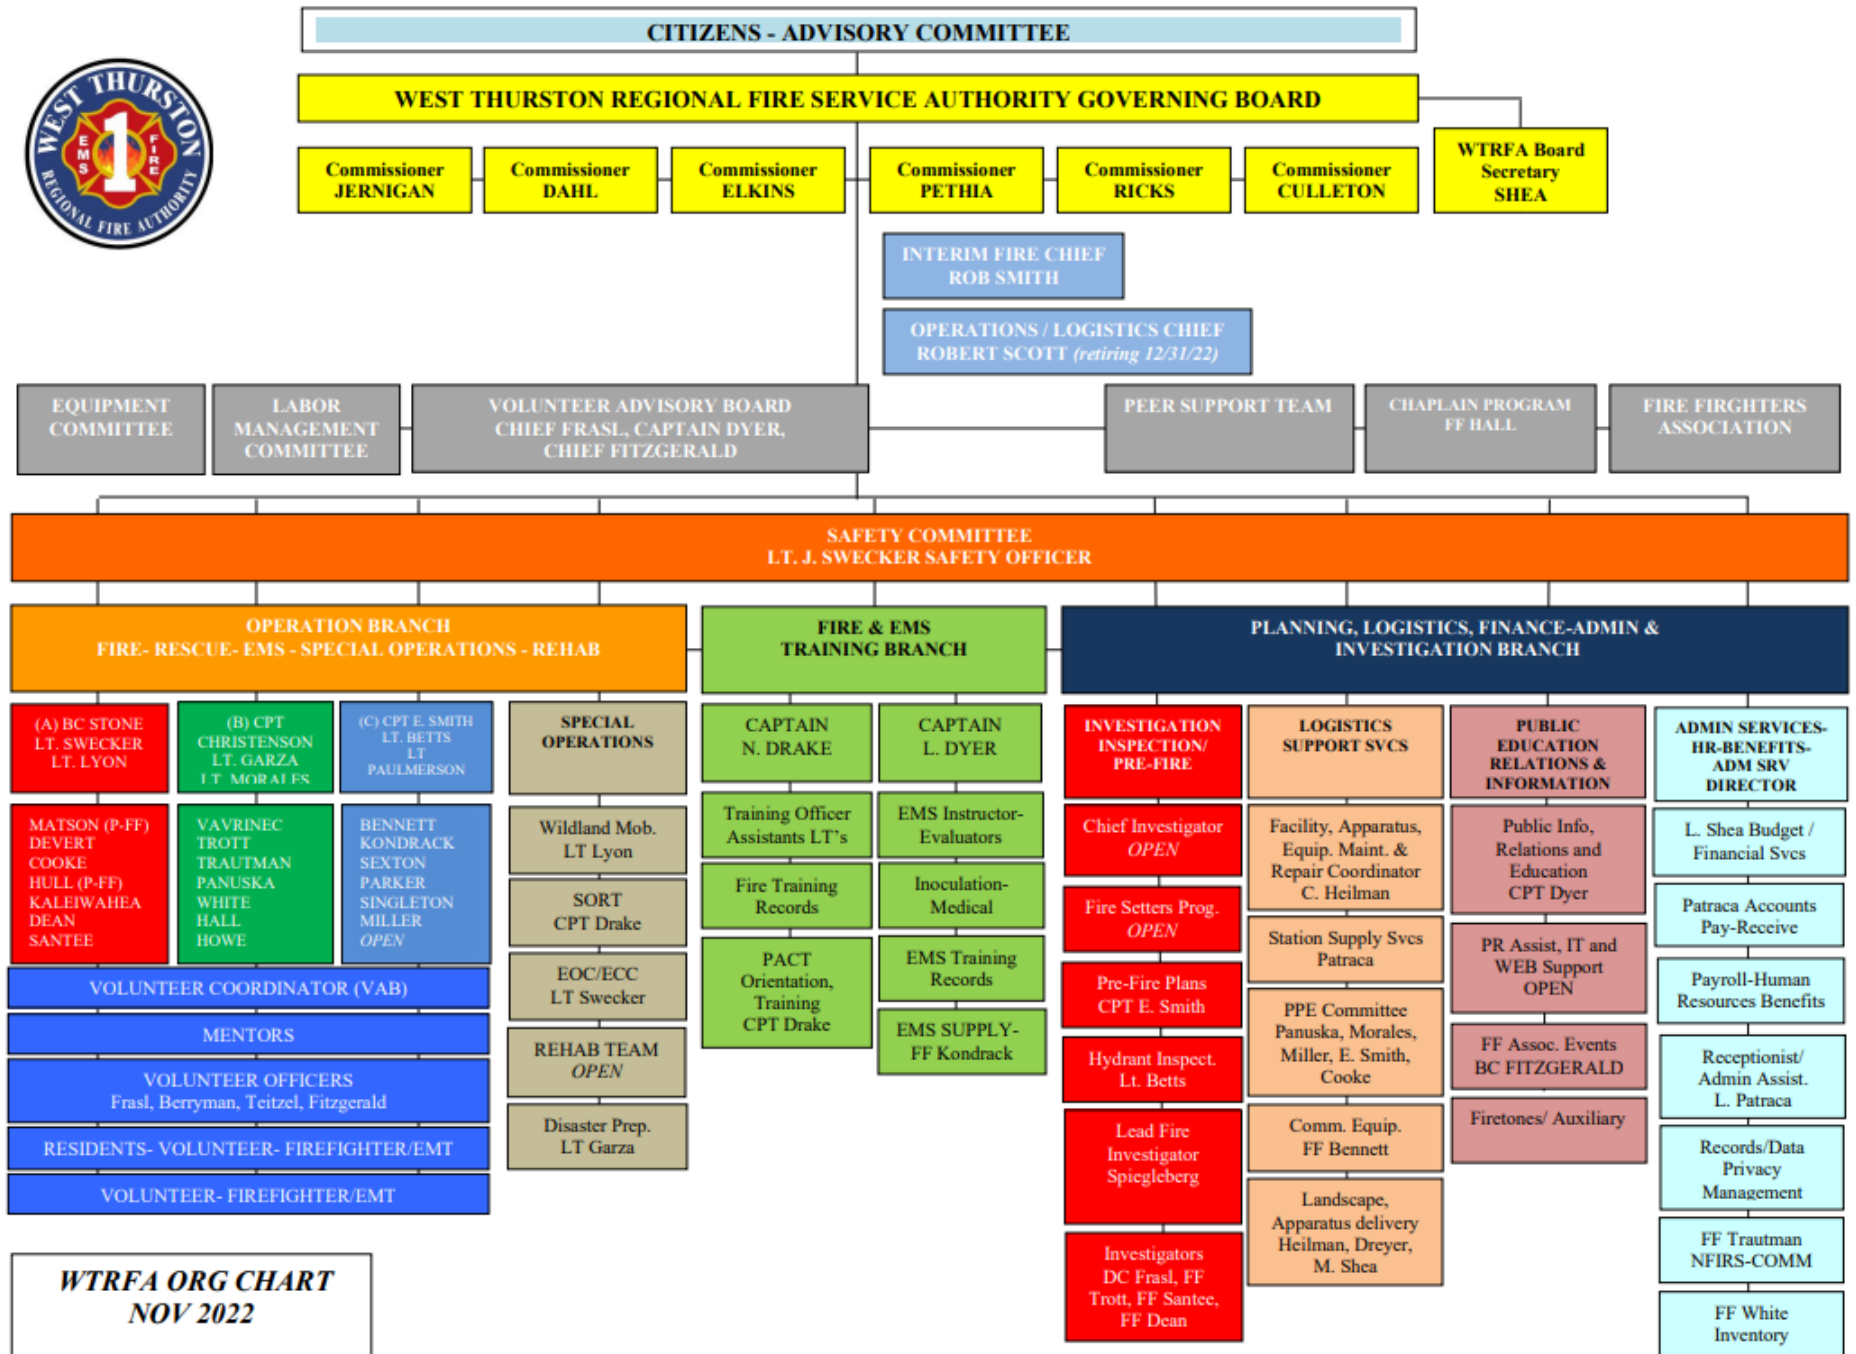 CITIZENS - ADVISORY COMMITTEE
WEST THURSTON
REGIONAL FIRE AUTHORITY
EMS
1
FIRE
WEST THURSTON REGIONAL FIRE SERVICE AUTHORITY GOVERNING BOARD
Commissioner
JERNIGAN
Commissioner
DAHL
Commissioner
ELKINS
Commissioner
PETHIA
Commissioner
RICKS
Commissioner
CULLETON
WTRFA Board
Secretary
SHEA
INTERIM FIRE CHIEF
ROB SMITH
OPERATIONS / LOGISTICS CHIEF
ROBERT SCOTT (retiring 12/31/22)
EQUIPMENT
COMMITTEE
LABOR
MANAGEMENT
COMMITTEE
VOLUNTEER ADVISORY BOARD
CHIEF FRASL, CAPTAIN DYER,
CHIEF FITZGERALD
PEER SUPPORT TEAM
CHAPLAIN PROGRAM
FF HALL
FIRE FIRGHTERS
ASSOCIATION
SAFETY COMMITTEE
LT. J. SWECKER SAFETY OFFICER
OPERATION BRANCH
FIRE- RESCUE- EMS - SPECIAL OPERATIONS - REHAB
FIRE & EMS
TRAINING BRANCH
PLANNING, LOGISTICS, FINANCE-ADMIN &
INVESTIGATION BRANCH
(A) BC STONE
LT. SWECKER
LT. LYON
MATSON (P-FF)
DEVERT
COOKE
HULL (P-FF)
KALEIWAHEA
DEAN
SANTEE
(B) CPT
CHRISTENSON
LT. GARZA
LT. MORALES
VAVRINEC
TROTT
TRAUTMAN
PANUSKA
WHITE
HALL
HOWE
(C) CPT E. SMITH
LT. BETTS
LT
PAULMERSON
BENNETT
KONDRACK
SEXTON
PARKER
SINGLETON
MILLER
OPEN
VOLUNTEER COORDINATOR (VAB)
MENTORS
VOLUNTEER OFFICERS
Frasl, Berryman, Teitzel, Fitzgerald
RESIDENTS- VOLUNTEER- FIREFIGHTER/EMT
VOLUNTEER- FIREFIGHTER/EMT
SPECIAL
OPERATIONS
Wildland Mob.
LT Lyon
SORT
CPT Drake
EOC/ECC
LT Swecker
REHAB TEAM
OPEN
Disaster Prep.
LT Garza
CAPTAIN
N. DRAKE
Training Officer
Assistants LT's
Fire Training
Records
PACT
Orientation,
Training
CPT Drake
CAPTAIN
L. DYER
EMS Instructor-
Evaluators
Inoculation-
Medical
EMS Training
Records
EMS SUPPLY-
FF Kondrack
INVESTIGATION
INSPECTION/
PRE-FIRE
Chief Investigator
OPEN
Fire Setters Prog.
OPEN
Pre-Fire Plans
CPT E. Smith
Hydrant Inspect.
Lt. Betts
Lead Fire
Investigator
Spiegleberg
Investigators
DC Frasl, FF
Trott, FF Santee,
FF Dean
LOGISTICS
SUPPORT SVCS
Facility, Apparatus,
Equip. Maint. &
Repair Coordinator
C. Heilman
Station Supply Svcs
Patraca
PPE Committee
Panuska, Morales,
Miller, E. Smith,
Cooke
Comm. Equip.
FF Bennett
Landscape,
Apparatus delivery
Heilman, Dreyer,
M. Shea
PUBLIC
EDUCATION
RELATIONS &
INFORMATION
Public Info,
Relations and
Education
CPT Dyer
PR Assist, IT and
WEB Support
OPEN
FF Assoc. Events
BC FITZGERALD
Firetones/ Auxiliary
ADMIN SERVICES-
HR-BENEFITS-
ADM SRV
DIRECTOR
L. Shea Budget /
Financial Svcs
Patraca Accounts
Pay-Receive
Payroll-Human
Resources Benefits
Receptionist/
Admin Assist.
L. Patraca
Records/Data
Privacy
Management
FF Trautman
NFIRS-COMM
FF White
Inventory
WTRFA ORG CHART
NOV 2022